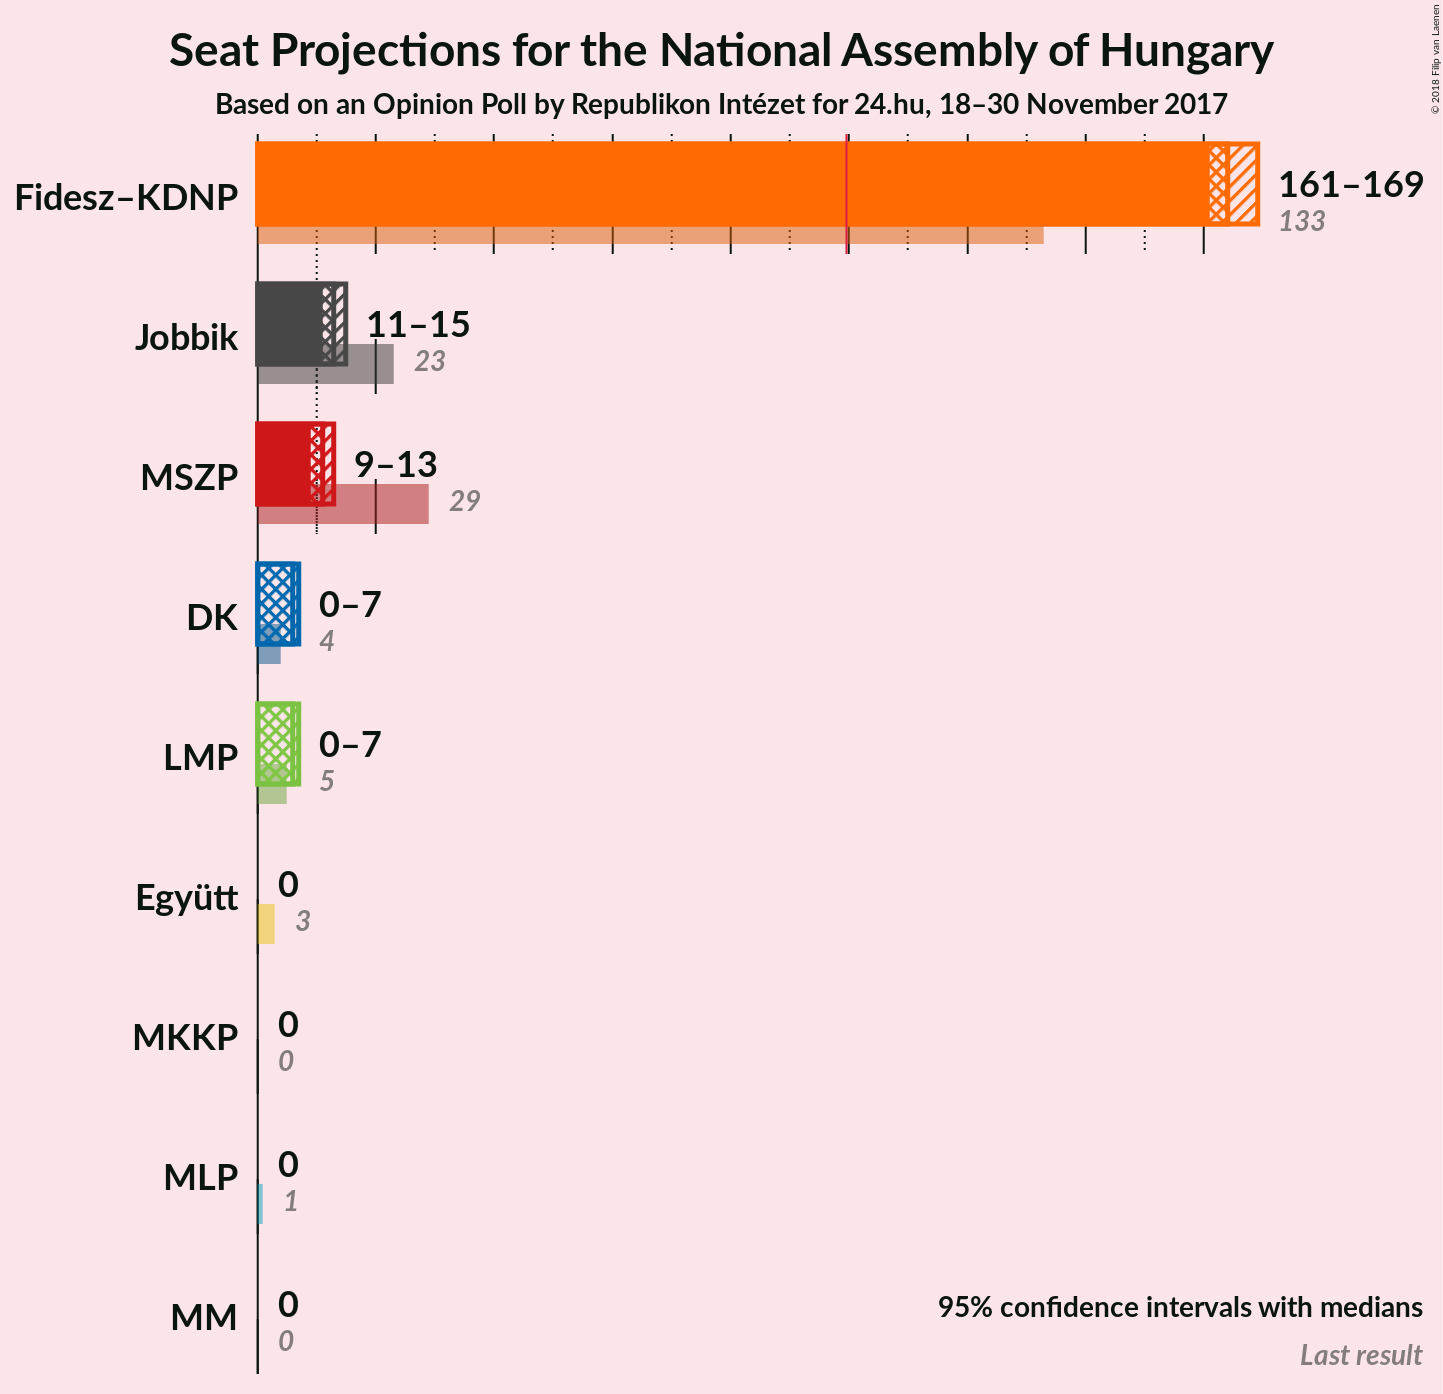 Seat Projections for the National Assembly of Hungary
Based on an Opinion Poll by Republikon Intézet for 24.hu, 18–30 November 2017
© 2018 Filip van Laenen
Fidesz–KDNP
161–169
133
Jobbik
11–15
23
MSZP
9–13
29
DK
0–7
4
LMP
0–7
5
Együtt
0
3
MKKP
0
0
MLP
0
1
MM
0
0
95% confidence intervals with medians
Last result